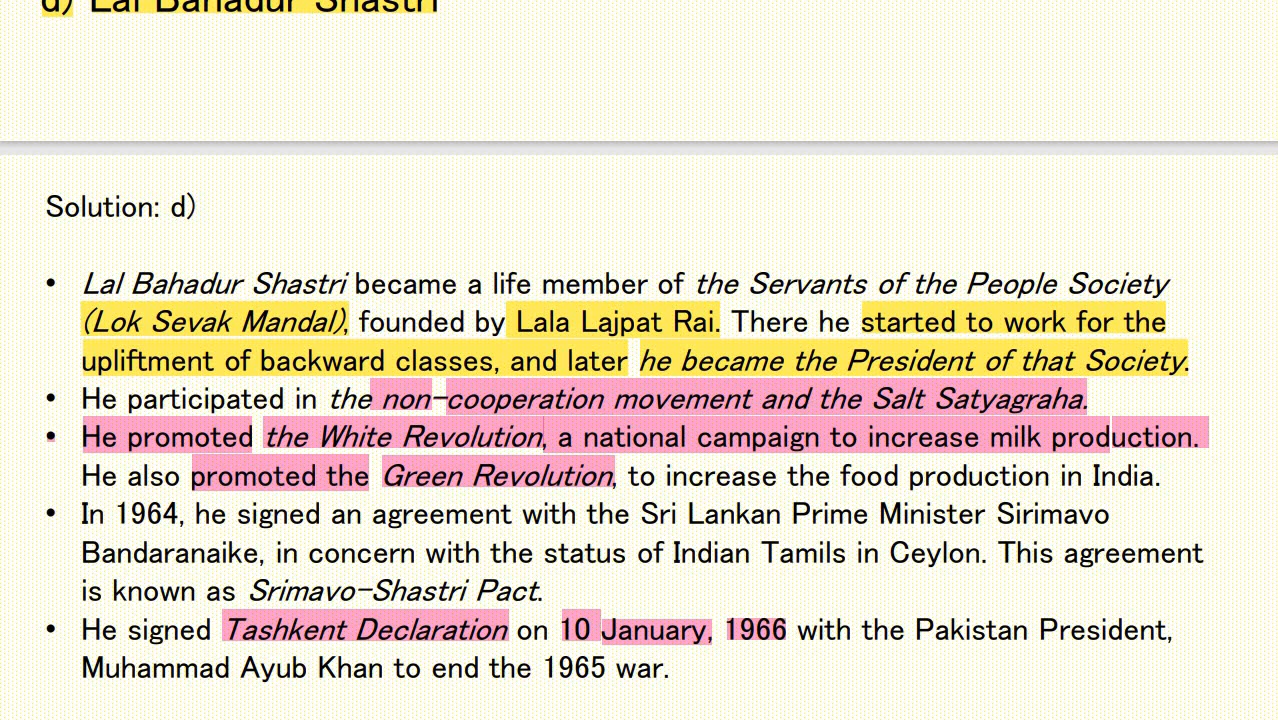 d) Lal Bahadur Shastri
Solution: d)
• Lal Bahadur Shastri became a life member of the Servants of the People Society
(Lok Sevak Mandal), founded by Lala Lajpat Rai. There he started to work for the
upliftment of backward classes, and later he became the President of that Society.
• He participated in the non-cooperation movement and the Salt Satyagraha.
• He promoted the White Revolution, a national campaign to increase milk production.
He also promoted the Green Revolution, to increase the food production in India.
• In 1964, he signed an agreement with the Sri Lankan Prime Minister Sirimavo
Bandaranaike, in concern with the status of Indian Tamils in Ceylon. This agreement
is known as Srimavo-Shastri Pact.
• He signed Tashkent Declaration on 10 January, 1966 with the Pakistan President,
Muhammad Ayub Khan to end the 1965 war.